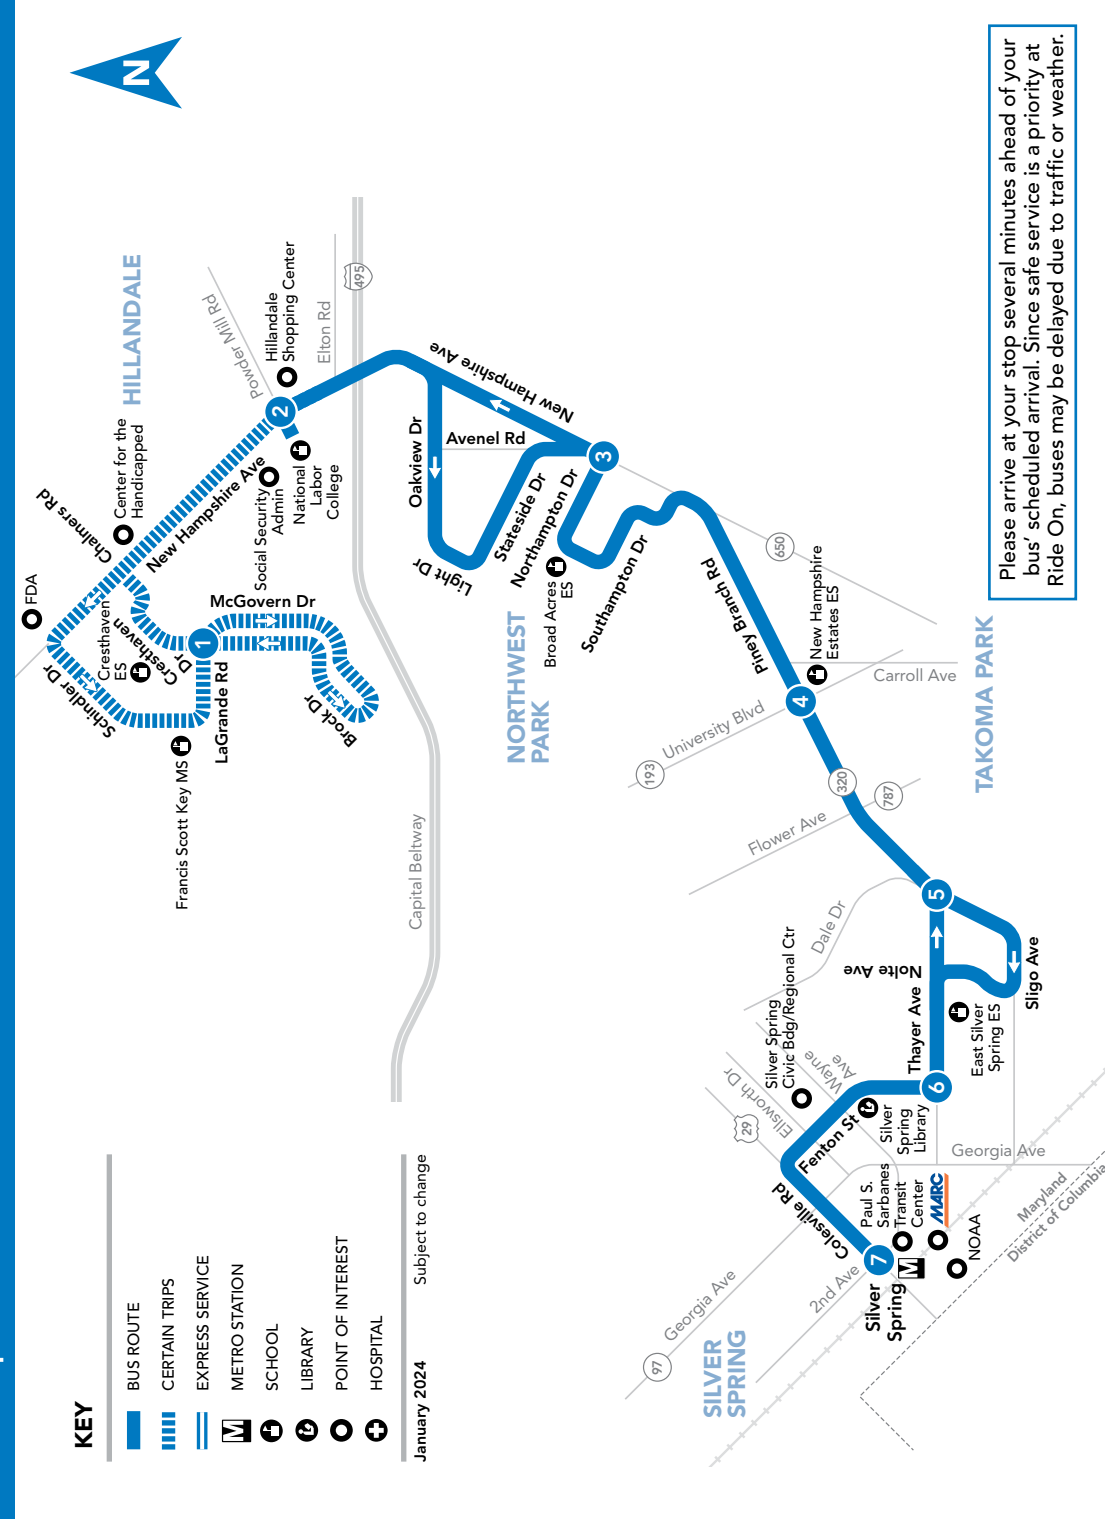 KEY
BUS ROUTE
CERTAIN TRIPS
EXPRESS SERVICE
METRO STATION
SCHOOL
LIBRARY
POINT OF INTEREST
HOSPITAL
January 2024
Subject to change
N
HILLANDALE
FDA
Chalmers Rd
Center for the
Handicapped
Powder Mill Rd
Hillandale
Shopping Center
Elton Rd
495
2
New Hampshire Ave
Social Security
Admin
National
Labor
College
Schindler Dr
Cresthaven
ES
Cresthaven
Dr
1
McGovern Dr
LaGrande Rd
Brock Dr
Francis Scott Key MS
Capital Beltway
Oakview Dr
Avenel Rd
New Hampshire Ave
Light Dr
Stateside Dr
3
Northampton Dr
Broad Acres
ES
Southampton Dr
NORTHWEST
PARK
650
Piney Branch Rd
New Hampshire
Estates ES
4
Carroll Ave
University Blvd
193
320
787
Flower Ave
TAKOMA PARK
Dale Dr
5
Nolte Ave
Sligo Ave
Thayer Ave
East Silver
Spring ES
6
Silver Spring
Civic Bdg/Regional Ctr
Wayne
Ave
Ellsworth Dr
29
Fenton St
Silver
Spring
Library
Georgia Ave
Colesville Rd
Paul S.
Sarbanes
Transit
Center
MARC
NOAA
Maryland
District of Columbia
7
M
Silver
Spring
2nd Ave
Georgia Ave
97
SILVER
SPRING
Please arrive at your stop several minutes ahead of your
bus’ scheduled arrival. Since safe service is a priority at
Ride On, buses may be delayed due to traffic or weather.